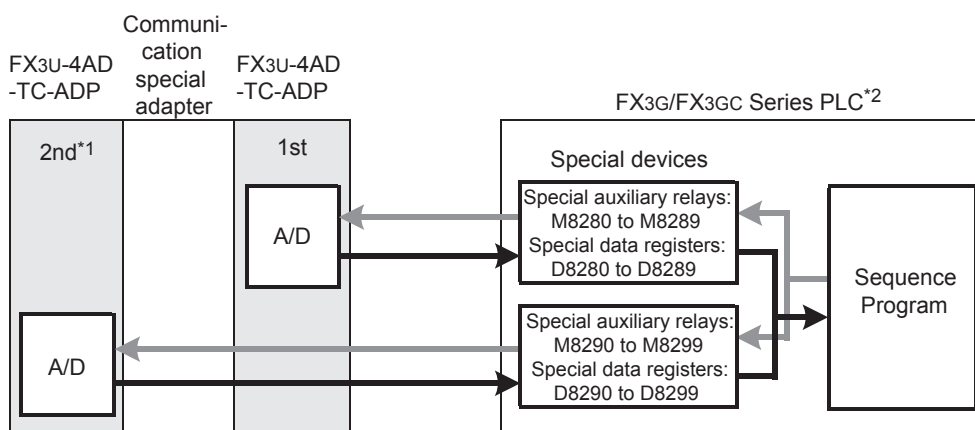 Communi-
cation
special
adapter
FX3U-4AD
-TC-ADP
FX3U-4AD
-TC-ADP
FX3G/FX3GC Series PLC*2
2nd*1
1st
Special devices
Special auxiliary relays:
M8280 to M8289
Special data registers:
D8280 to D8289
A/D
Sequence
Program
Special auxiliary relays:
M8290 to M8299
Special data registers:
D8290 to D8299
A/D